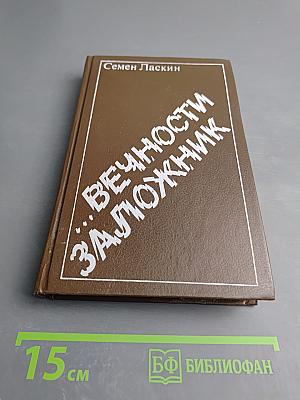 Семен Ласкин
...ВЕЧНОСТИ
ЗАЛОЖНИК
15 см
БФ БИБЛИОФАН